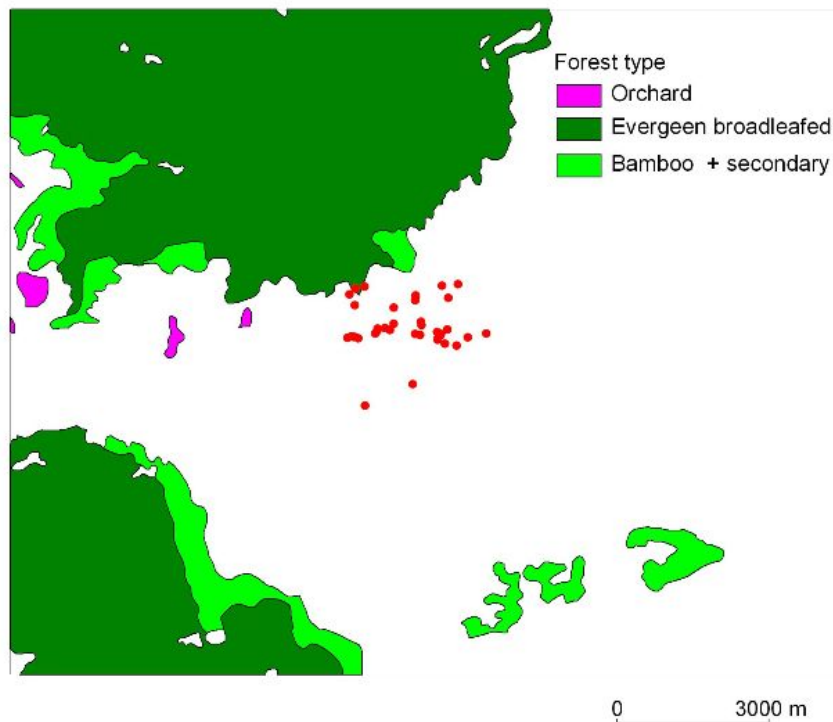 Forest type
Orchard
Evergeen broadleafed
Bamboo + secondary
0 3000 m